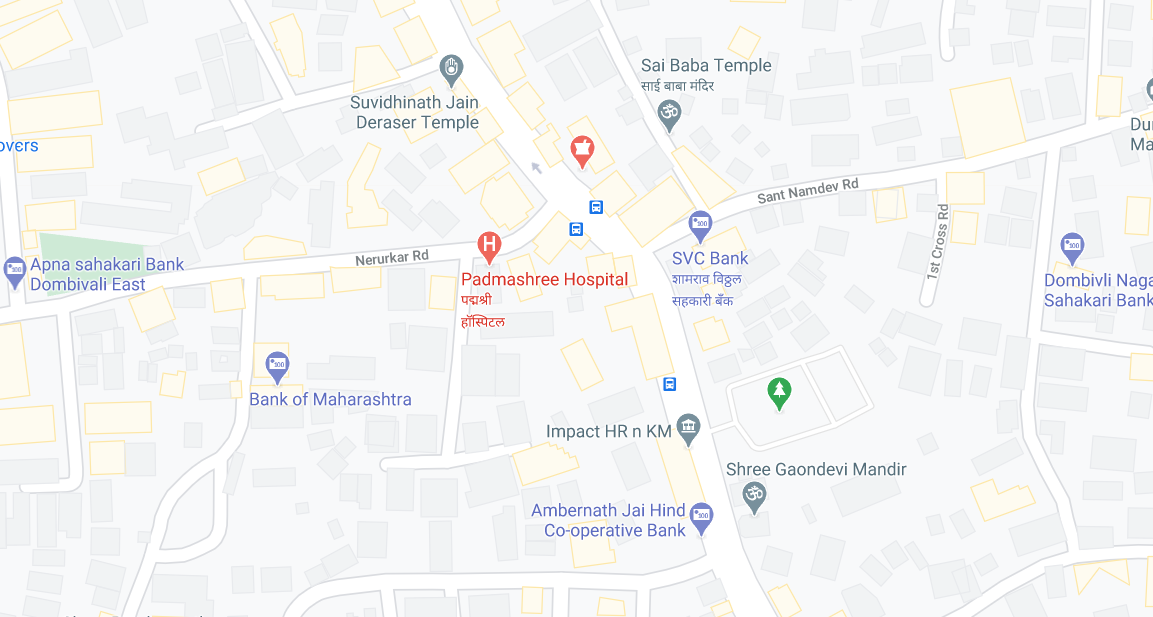 Sai Baba Temple
साई बाबा मंदिर
Suvidhinath Jain
Deraser Temple
overs
Sant Namdev Rd
1st Cross Rd
Nerurkar Rd
H
Apna sahakari Bank
Dombivali East
Padmashree Hospital
पद्मश्री
हॉस्पिटल
SVC Bank
शामराव विठ्ठल
सहकारी बँक
Dombivli Naga
Sahakari Bank
Bank of Maharashtra
Impact HR n KM
Shree Gaondevi Mandir
Ambernath Jai Hind
Co-operative Bank